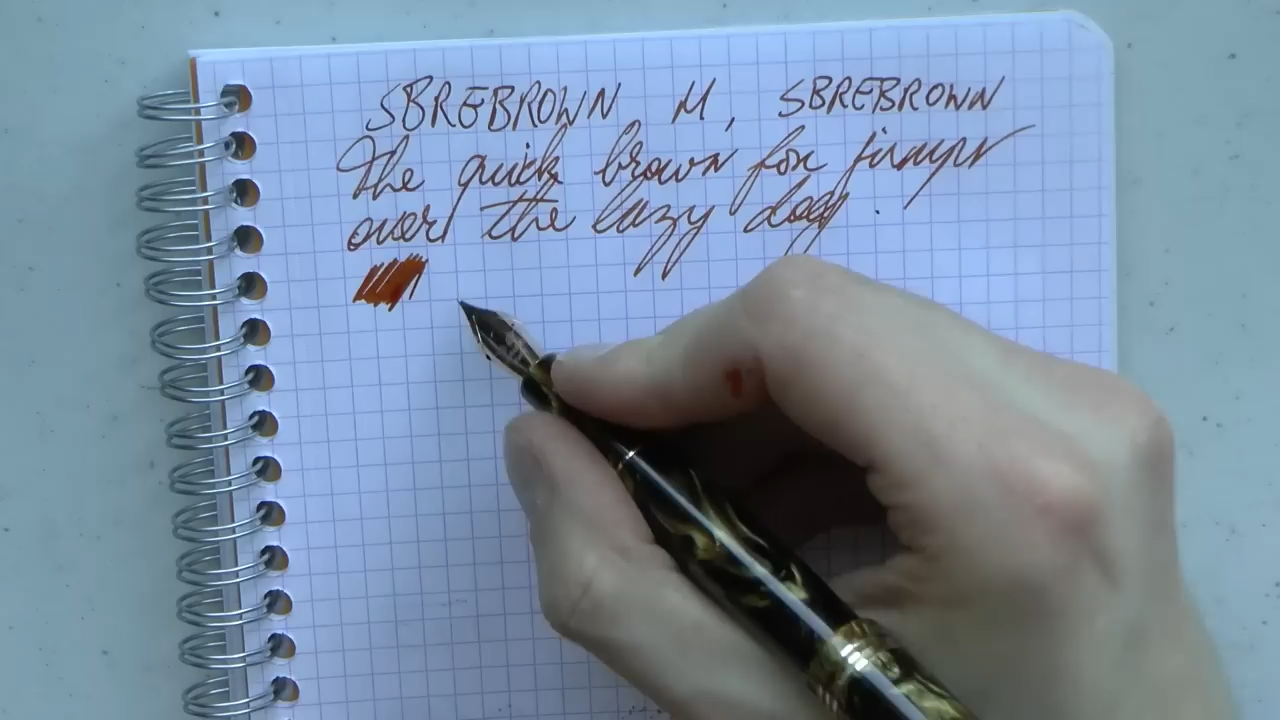 SBREBROWN M, SBREBROWN
The quick brown fox jumps
over the lazy dog.